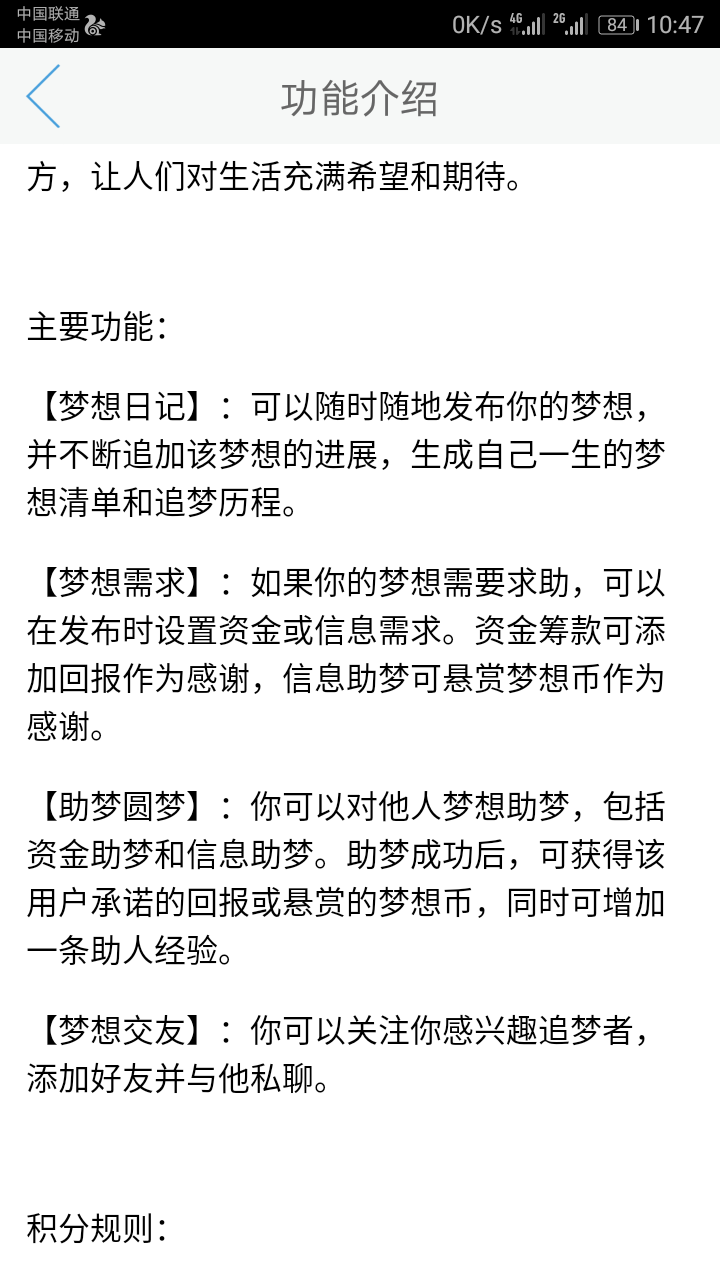 中国联通
中国移动
0K/s 4G 2G 84 10:47
功能介绍
方，让人们对生活充满希望和期待。
主要功能：
【梦想日记】：可以随时随地发布你的梦想，
并不断追加该梦想的进展，生成自己一生的梦
想清单和追梦历程。
【梦想需求】：如果你的梦想需要求助，可以
在发布时设置资金或信息需求。资金筹款可添
加回报作为感谢，信息助梦可悬赏梦想币作为
感谢。
【助梦圆梦】：你可以对他人梦想助梦，包括
资金助梦和信息助梦。助梦成功后，可获得该
用户承诺的回报或悬赏的梦想币，同时可增加
一条助人经验。
【梦想交友】：你可以关注你感兴趣追梦者，
添加好友并与他私聊。
积分规则：